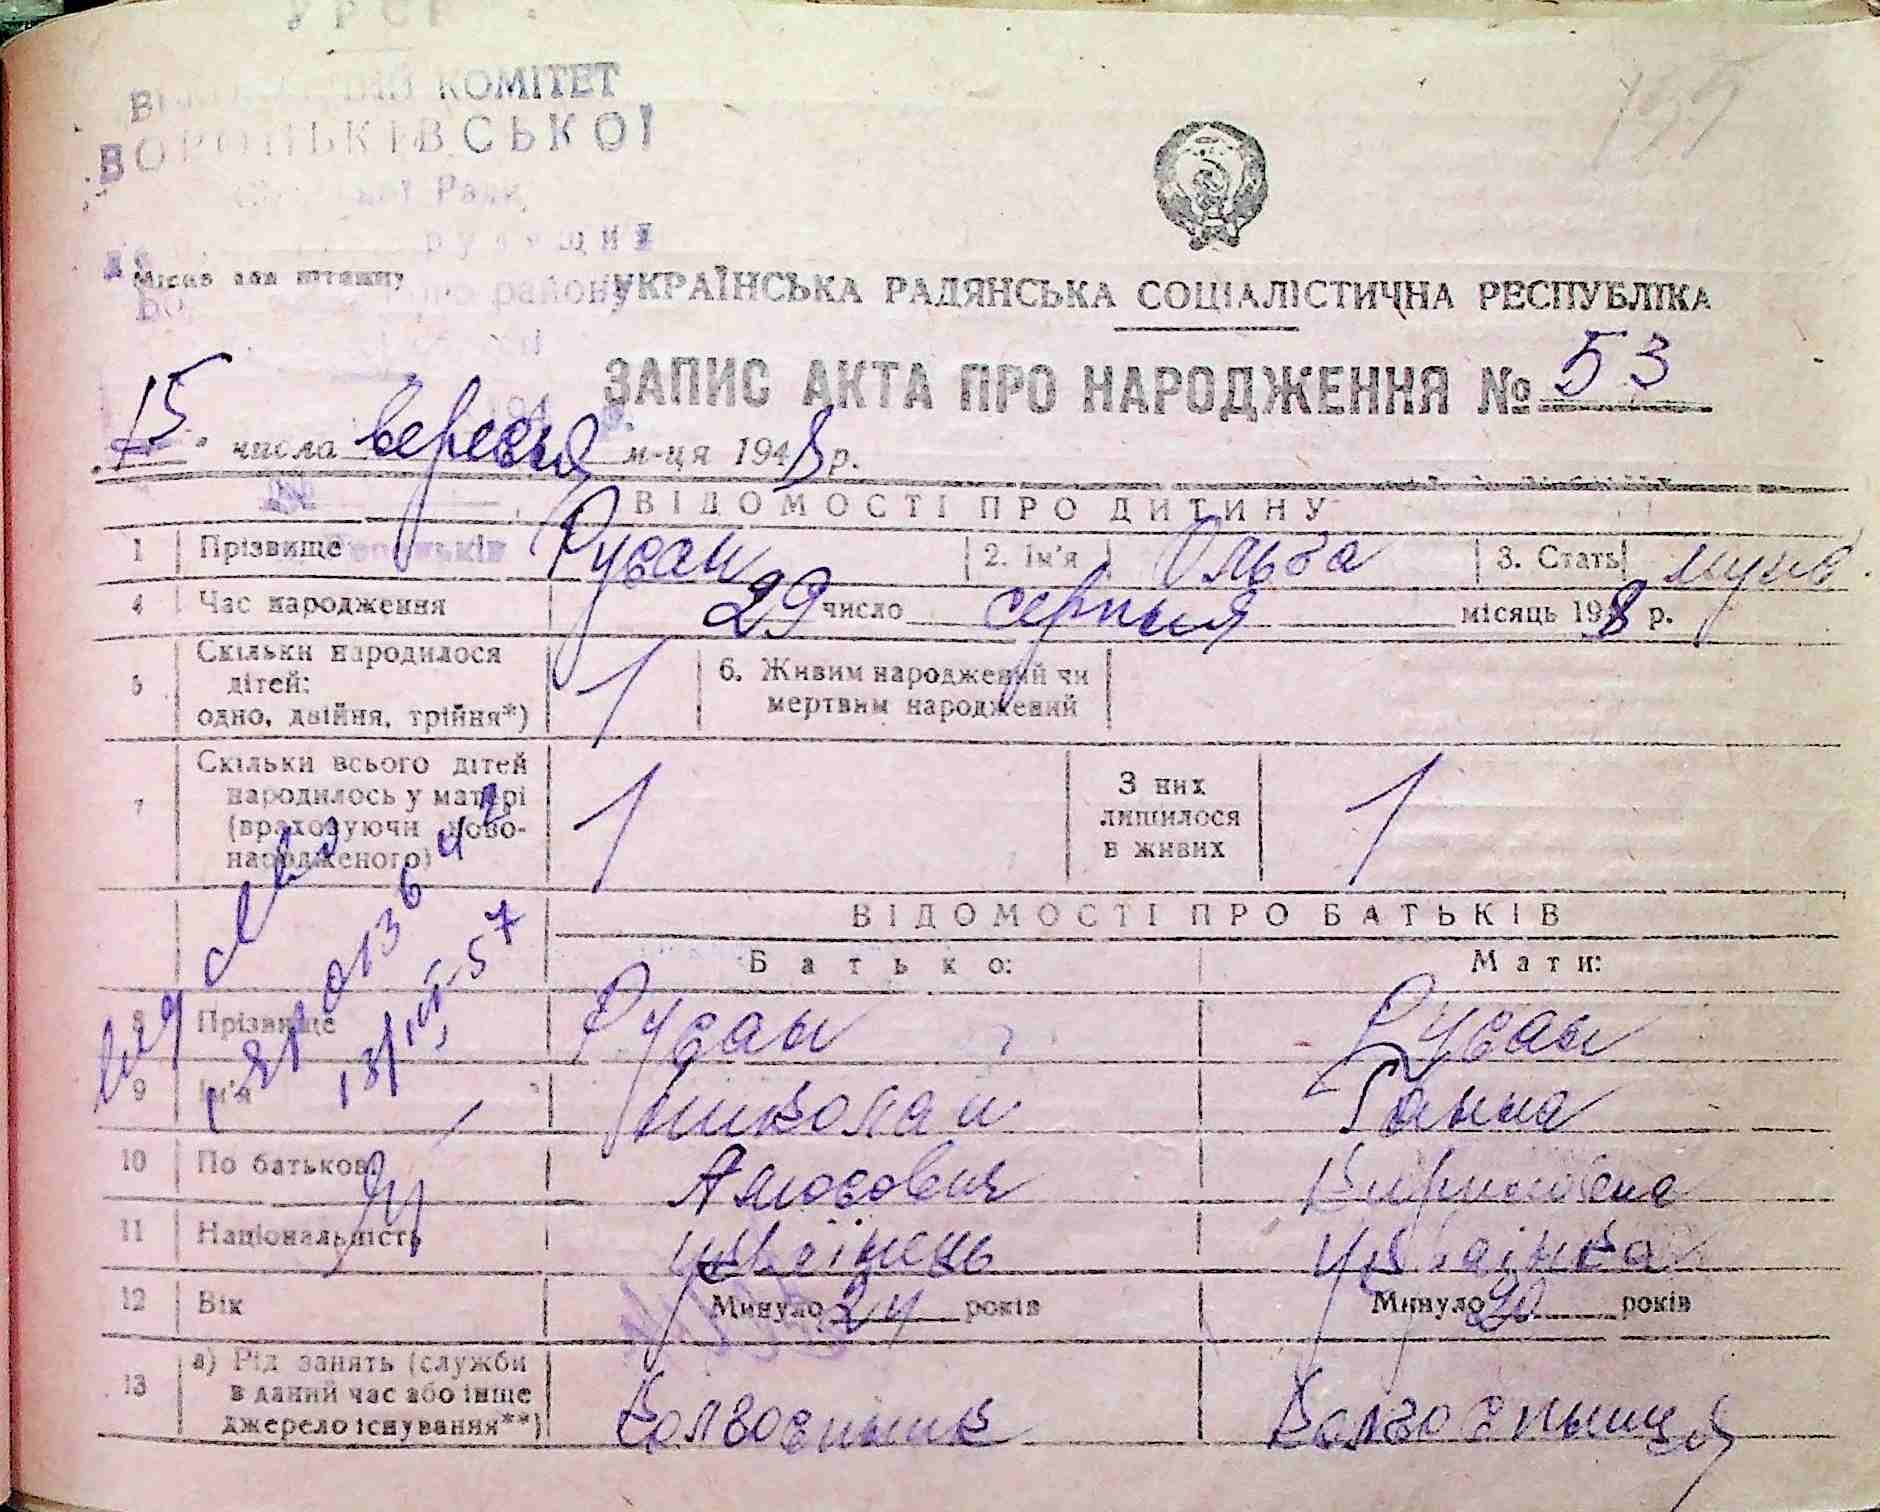 УРСР
КОМІТЕТ
ВОРОНЬКІВСЬКОЇ
Ради
району
Місце для штампу
155
УКРАЇНСЬКА РАДЯНСЬКА СОЦІАЛІСТИЧНА РЕСПУБЛІКА
ЗАПИС АКТА ПРО НАРОДЖЕННЯ № 53
15 числа вересня м-ця 1948 р.
ВІДОМОСТІ ПРО ДИТИНУ
1 Прізвище Русан 2. Ім'я Ольга 3. Стать
4 Час народження 29 число серпня місяць 1948 р.
5 Скільки народилося дітей: одно, двійня, трійня*) 1 6. Живим народжений чи мертвим народжений
7 Скільки всього дітей народилось у матері (враховуючи новонародженого) 1 З них лишилося в живих 1
ВІДОМОСТІ ПРО БАТЬКІВ
Батько: Мати:
8 Прізвище Русан Русан
9 Ім'я Николай Ганна
10 По батькові Амосович
11 Національність українець українка
12 Вік Минуло 24 років Минуло 20 років
13 а) Рід занять (служби в даний час або інше джерело існування**) Колгоспник Колгоспниця